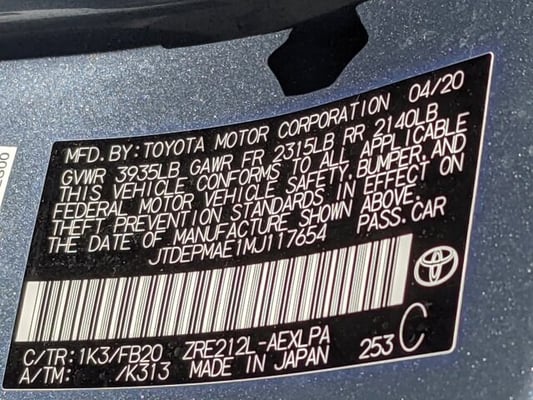 MFD. BY: TOYOTA MOTOR CORPORATION 04/20
GVWR 3935LB GAWR FR 2315LB RR 2140LB
THIS VEHICLE CONFORMS TO ALL APPLICABLE
FEDERAL MOTOR VEHICLE SAFETY, BUMPER, AND
THEFT PREVENTION STANDARDS IN EFFECT ON
THE DATE OF MANUFACTURE SHOWN ABOVE.
JTDEPMAE1MJ117654 PASS. CAR
C/TR: 1K3/FB20 ZRE212L-AEXLPA C
A/TM: /K313 MADE IN JAPAN 253